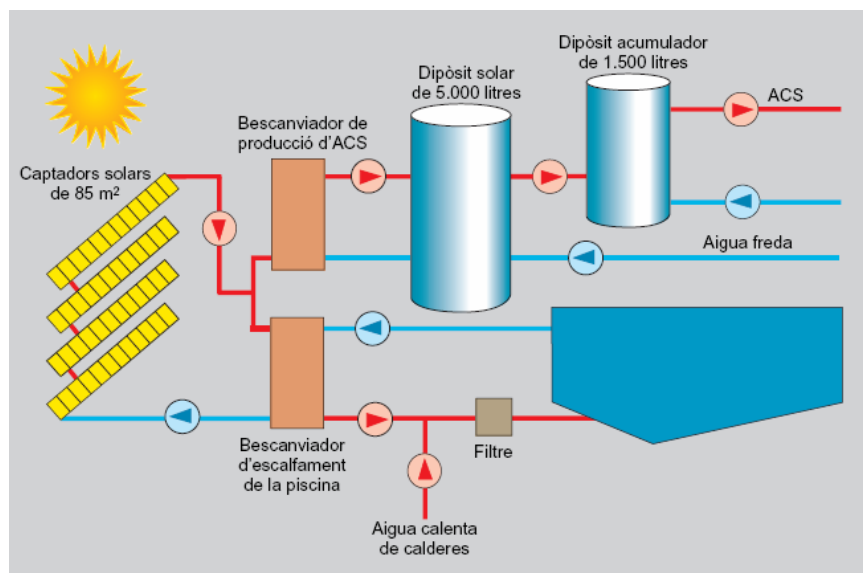 Dipòsit acumulador
de 1.500 litres
Dipòsit solar
de 5.000 litres
ACS
Bescanviador de
producció d'ACS
Captadors solars
de 85 m²
Aigua freda
Bescanviador
d'escalfament
de la piscina
Filtre
Aigua calenta
de calderes